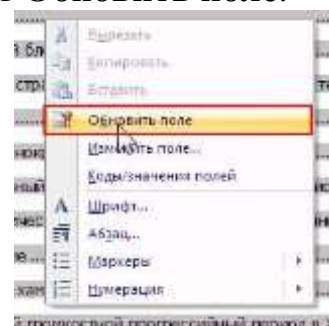 Обновить поле.
Вырезать
Копировать
Вставить
Обновить поле
Изменить поле...
Коды/значения полей
Шрифт...
Абзац...
Маркеры
Нумерация